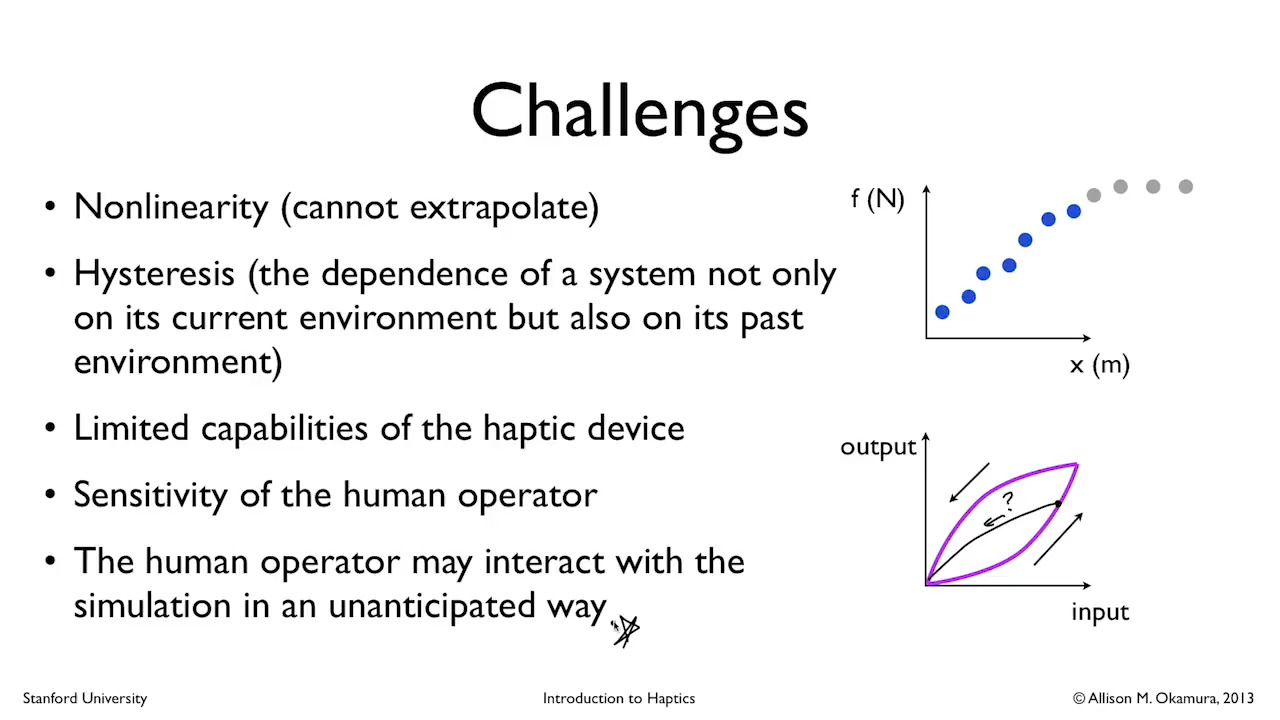 Challenges
• Nonlinearity (cannot extrapolate)
• Hysteresis (the dependence of a system not only
on its current environment but also on its past
environment)
• Limited capabilities of the haptic device
• Sensitivity of the human operator
• The human operator may interact with the
simulation in an unanticipated way
f (N)
x (m)
output
?
input
Stanford University
Introduction to Haptics
© Allison M. Okamura, 2013